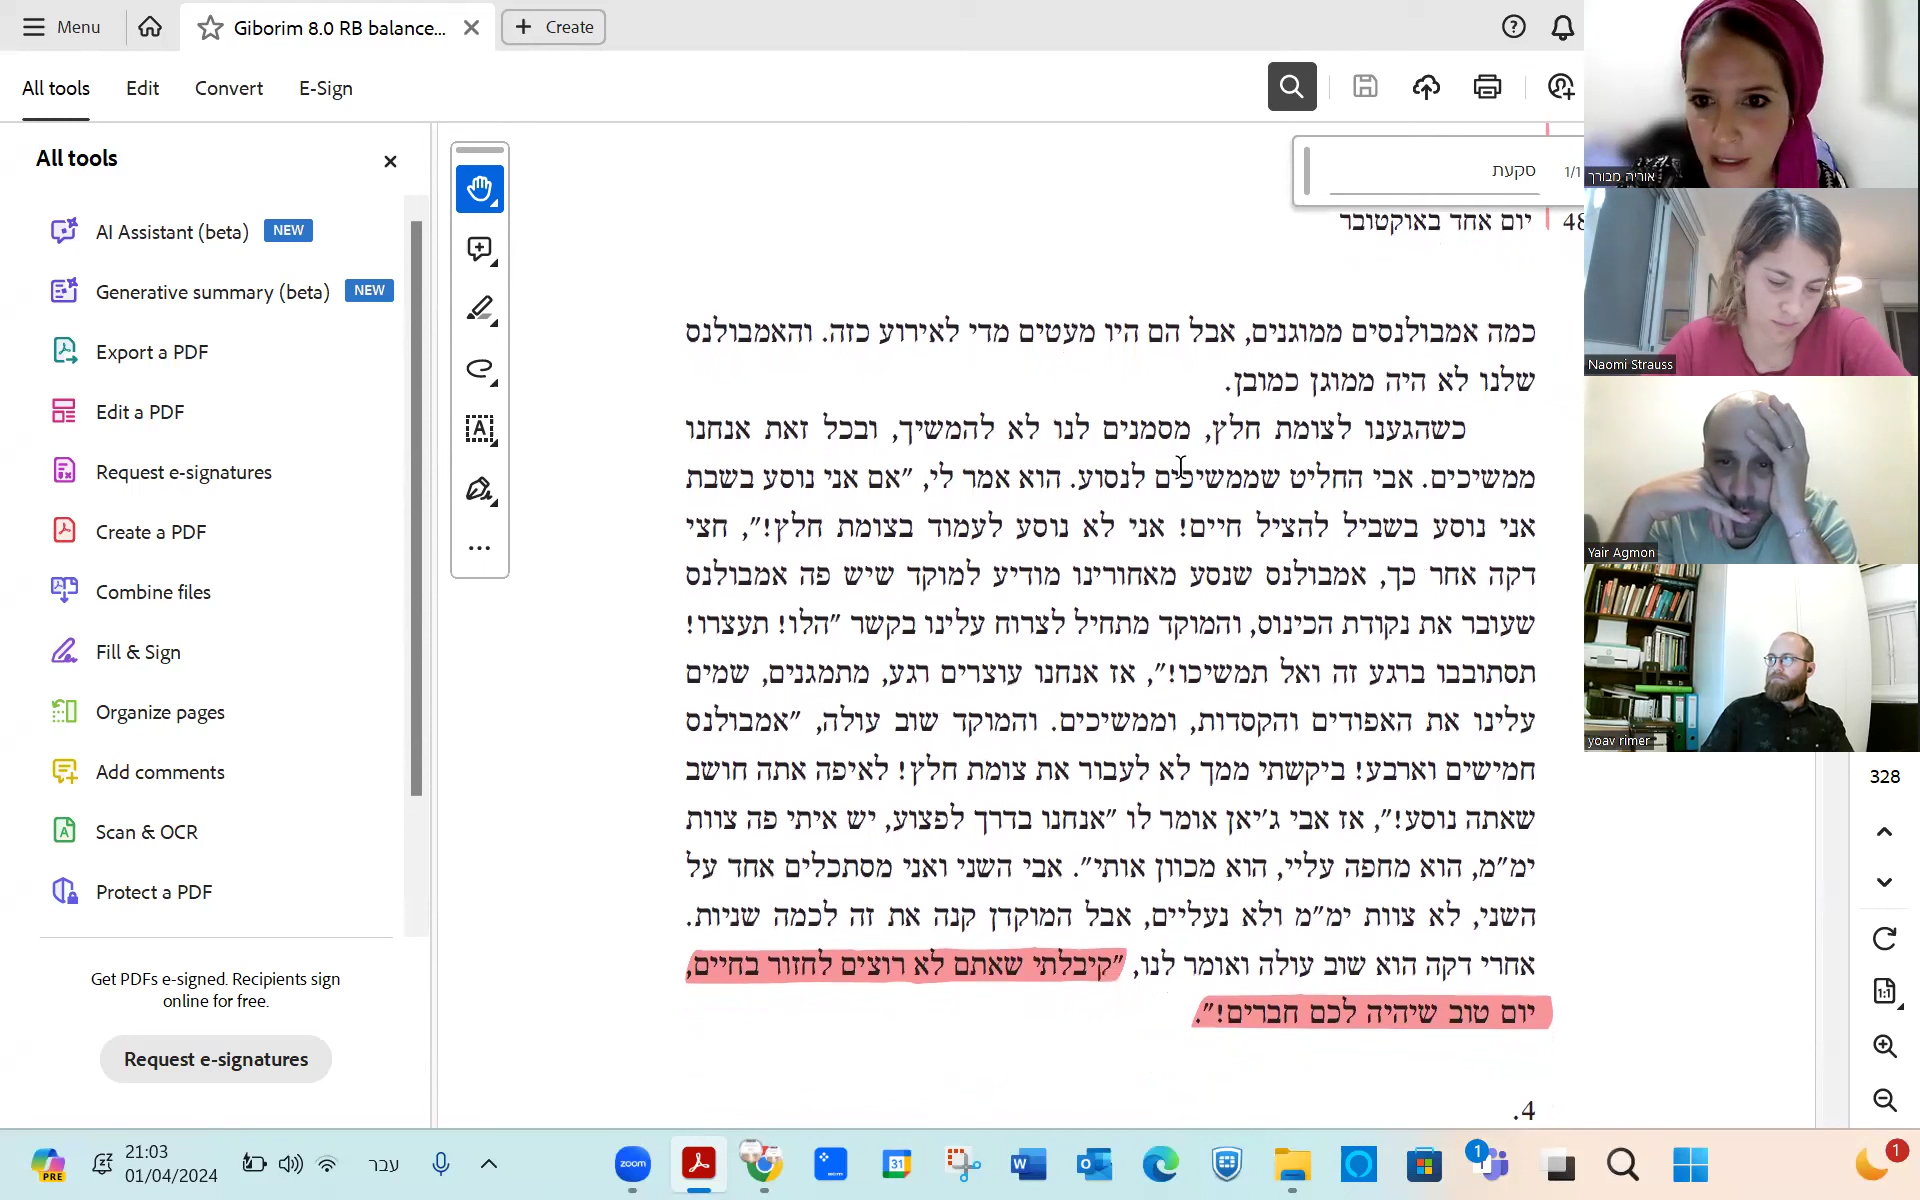 Menu
Giborim 8.0 RB balance...
Create
All tools
Edit
Convert
E-Sign
All tools
AI Assistant (beta) NEW
Generative summary (beta) NEW
Export a PDF
Edit a PDF
Request e-signatures
Create a PDF
Combine files
Fill & Sign
Organize pages
Add comments
Scan & OCR
Protect a PDF
Get PDFs e-signed. Recipients sign
online for free.
Request e-signatures
סקעת
1/1
48 יום אחד באוקטובר
כמה אמבולנסים ממוגנים, אבל הם היו מעטים מדי לאירוע כזה. והאמבולנס
שלנו לא היה ממוגן כמובן.
כשהגענו לצומת חלץ, מסמנים לנו לא להמשיך, ובכל זאת אנחנו
ממשיכים. אבי החליט שממשיכים לנסוע. הוא אמר לי, "אם אני נוסע בשבת
אני נוסע בשביל להציל חיים! אני לא נוסע לעמוד בצומת חלץ!", חצי
דקה אחר כך, אמבולנס שנסע מאחורינו מודיע למוקד שיש פה אמבולנס
שעובר את נקודת הכינוס, והמוקד מתחיל לצרוח עלינו בקשר "הלו! תעצרו!
תסתובבו ברגע זה ואל תמשיכו!", אז אנחנו עוצרים רגע, מתמגנים, שמים
עלינו את האפודים והקסדות, וממשיכים. והמוקד שוב עולה, "אמבולנס
חמישים וארבע! ביקשתי ממך לא לעבור את צומת חלץ! לאיפה אתה חושב
שאתה נוסע!", אז אבי ג'יאן אומר לו "אנחנו בדרך לפצוע, יש איתי פה צוות
ימ"מ, הוא מחפה עליי, הוא מכוון אותי". אבי השני ואני מסתכלים אחד על
השני, לא צוות ימ"מ ולא נעליים, אבל המוקדן קנה את זה לכמה שניות.
אחרי דקה הוא שוב עולה ואומר לנו, "קיבלתי שאתם לא רוצים לחזור בחיים,
יום טוב שיהיה לכם חברים!".
4.
אוריה מבורך
Naomi Strauss
Yair Agmon
yoav rimer
328
1:1
PRE
21:03
01/04/2024
עבר
zoom
31
1
1